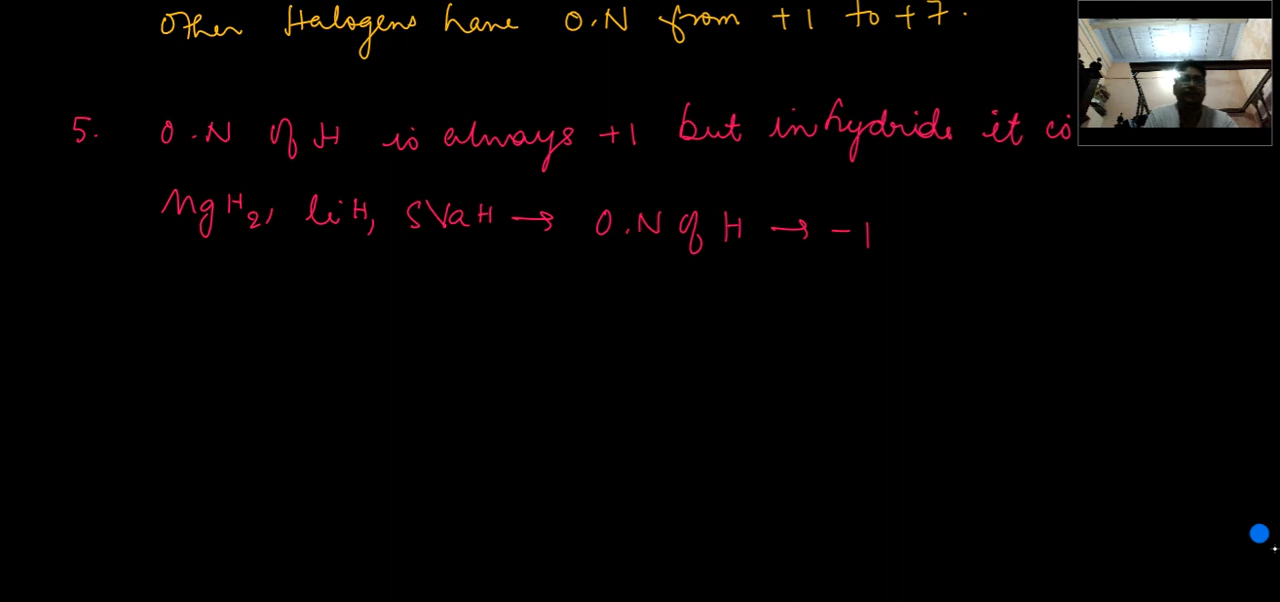 Other Halogens have O.N from +1 to +7.
5. O.N of H is always +1 but in hydride it is
MgH2, LiH, NaH → O.N of H → -1